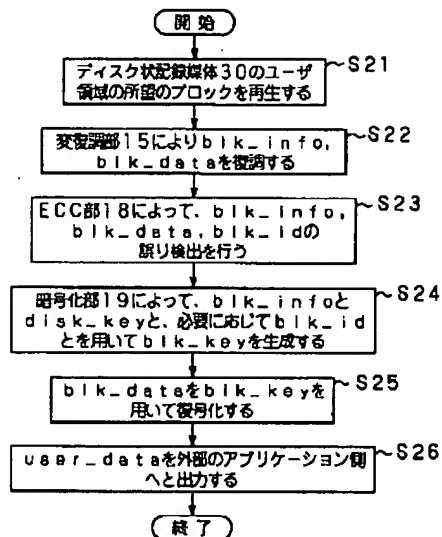 開始
S21
ディスク状記録媒体30のユーザ
領域の所望のブロックを再生する
S22
変復調部15によりblk_info,
blk_dataを復調する
S23
ECC部18によって、blk_info,
blk_data,blk_idの
誤り検出を行う
S24
暗号化部19によって、blk_infoと
disk_keyと、必要に応じてblk_id
とを用いてblk_keyを生成する
S25
blk_dataをblk_keyを
用いて復号化する
S26
user_dataを外部のアプリケーション側
へと出力する
終了